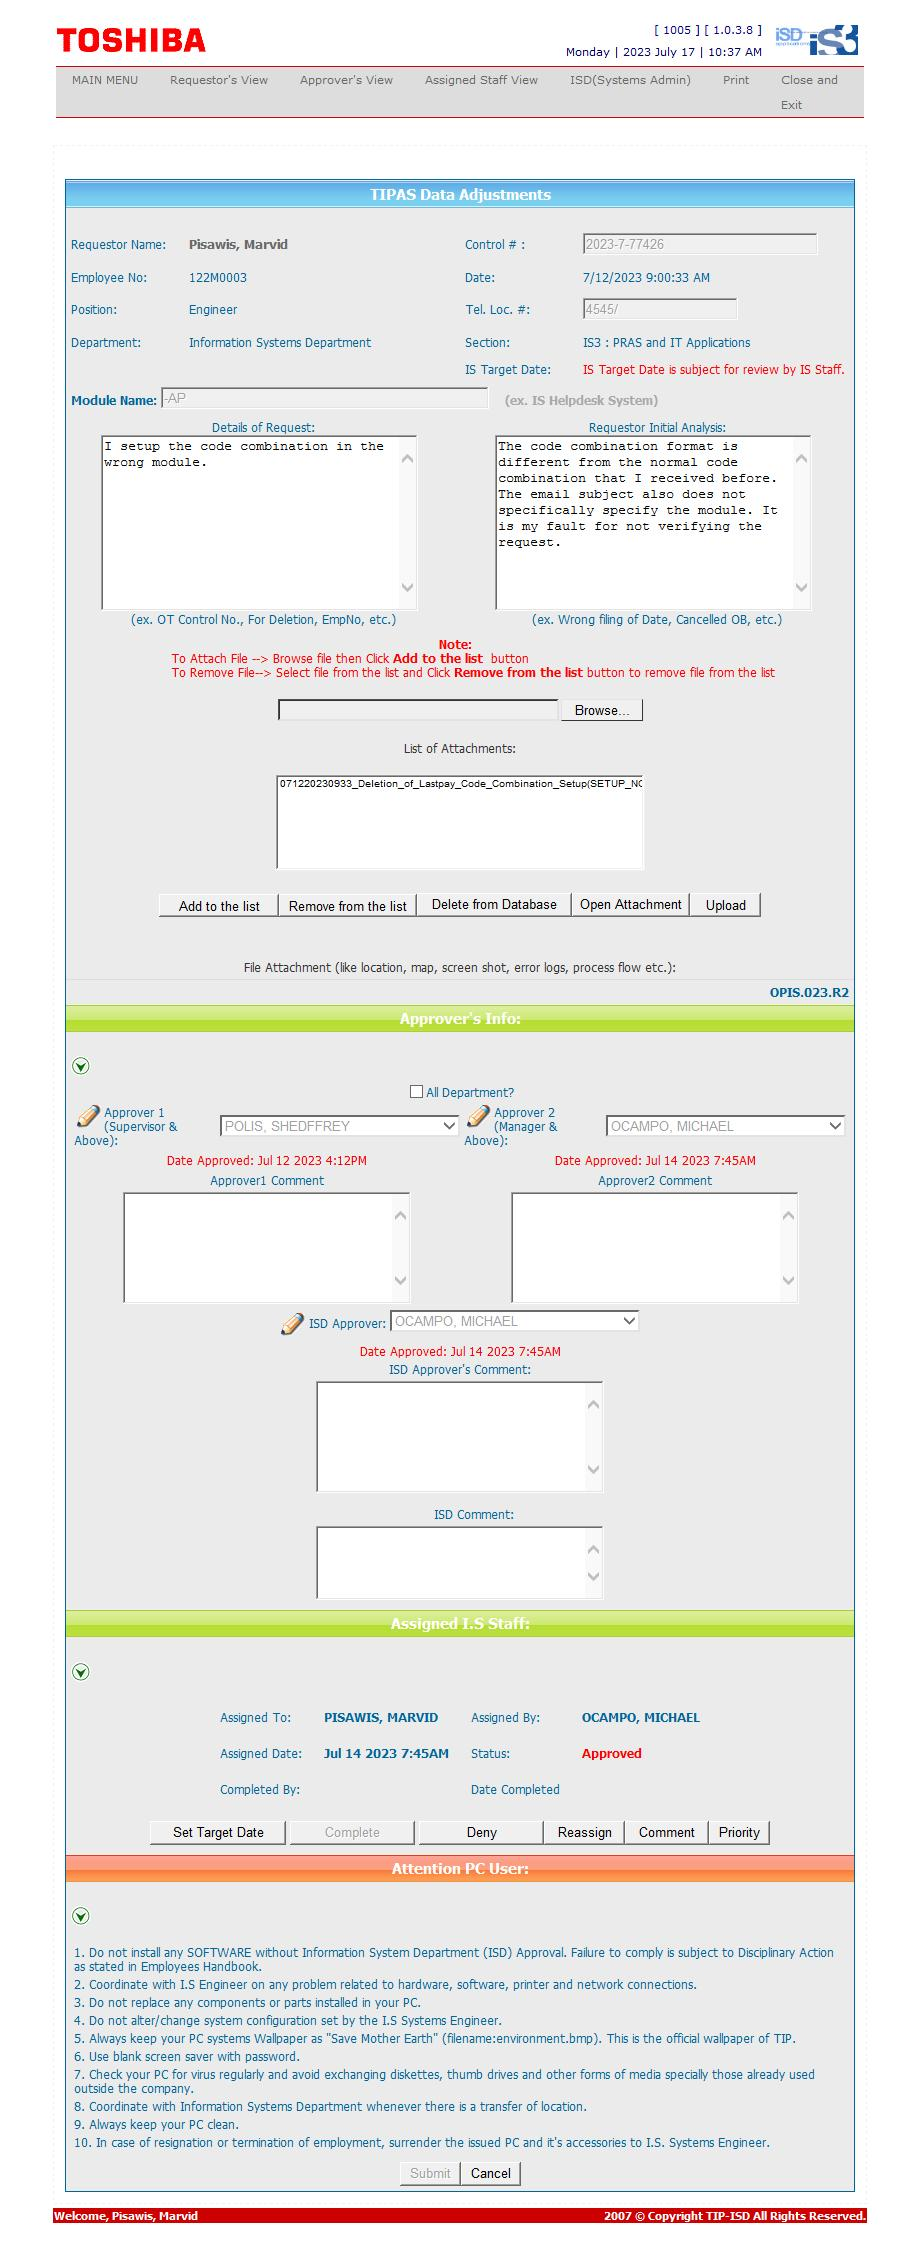 TOSHIBA
[ 1005 ] [ 1.0.3.8 ]
Monday | 2023 July 17 | 10:37 AM
ISD
iS3
MAIN MENU Requestor's View Approver's View Assigned Staff View ISD(Systems Admin) Print Close and
Exit
TIPAS Data Adjustments
Requestor Name: Pisawis, Marvid Control # : 2023-7-77426
Employee No: 122M0003 Date: 7/12/2023 9:00:33 AM
Position: Engineer Tel. Loc. #: 4545/
Department: Information Systems Department Section: IS3 : PRAS and IT Applications
IS Target Date: IS Target Date is subject for review by IS Staff.
Module Name: -AP (ex. IS Helpdesk System)
Details of Request:
I setup the code combination in the
wrong module.
(ex. OT Control No., For Deletion, EmpNo, etc.)
Requestor Initial Analysis:
The code combination format is
different from the normal code
combination that I received before.
The email subject also does not
specifically specify the module. It
is my fault for not verifying the
request.
(ex. Wrong filing of Date, Cancelled OB, etc.)
Note:
To Attach File --> Browse file then Click Add to the list button
To Remove File--> Select file from the list and Click Remove from the list button to remove file from the list
Browse...
List of Attachments:
071220230933_Deletion_of_Lastpay_Code_Combination_Setup(SETUP_NO
Add to the list Remove from the list Delete from Database Open Attachment Upload
File Attachment (like location, map, screen shot, error logs, process flow etc.):
OPIS.023.R2
Approver's Info:
All Department?
Approver 1
(Supervisor &
Above):
POLIS, SHEDFFREY
Approver 2
(Manager &
Above):
OCAMPO, MICHAEL
Date Approved: Jul 12 2023 4:12PM Date Approved: Jul 14 2023 7:45AM
Approver1 Comment Approver2 Comment
ISD Approver: OCAMPO, MICHAEL
Date Approved: Jul 14 2023 7:45AM
ISD Approver's Comment:
ISD Comment:
Assigned I.S Staff:
Assigned To: PISAWIS, MARVID Assigned By: OCAMPO, MICHAEL
Assigned Date: Jul 14 2023 7:45AM Status: Approved
Completed By: Date Completed
Set Target Date Complete Deny Reassign Comment Priority
Attention PC User:
1. Do not install any SOFTWARE without Information System Department (ISD) Approval. Failure to comply is subject to Disciplinary Action
as stated in Employees Handbook.
2. Coordinate with I.S Engineer on any problem related to hardware, software, printer and network connections.
3. Do not replace any components or parts installed in your PC.
4. Do not alter/change system configuration set by the I.S Systems Engineer.
5. Always keep your PC systems Wallpaper as "Save Mother Earth" (filename:environment.bmp). This is the official wallpaper of TIP.
6. Use blank screen saver with password.
7. Check your PC for virus regularly and avoid exchanging diskettes, thumb drives and other forms of media specially those already used
outside the company.
8. Coordinate with Information Systems Department whenever there is a transfer of location.
9. Always keep your PC clean.
10. In case of resignation or termination of employment, surrender the issued PC and it's accessories to I.S. Systems Engineer.
Submit Cancel
Welcome, Pisawis, Marvid 2007 © Copyright TIP-ISD All Rights Reserved.